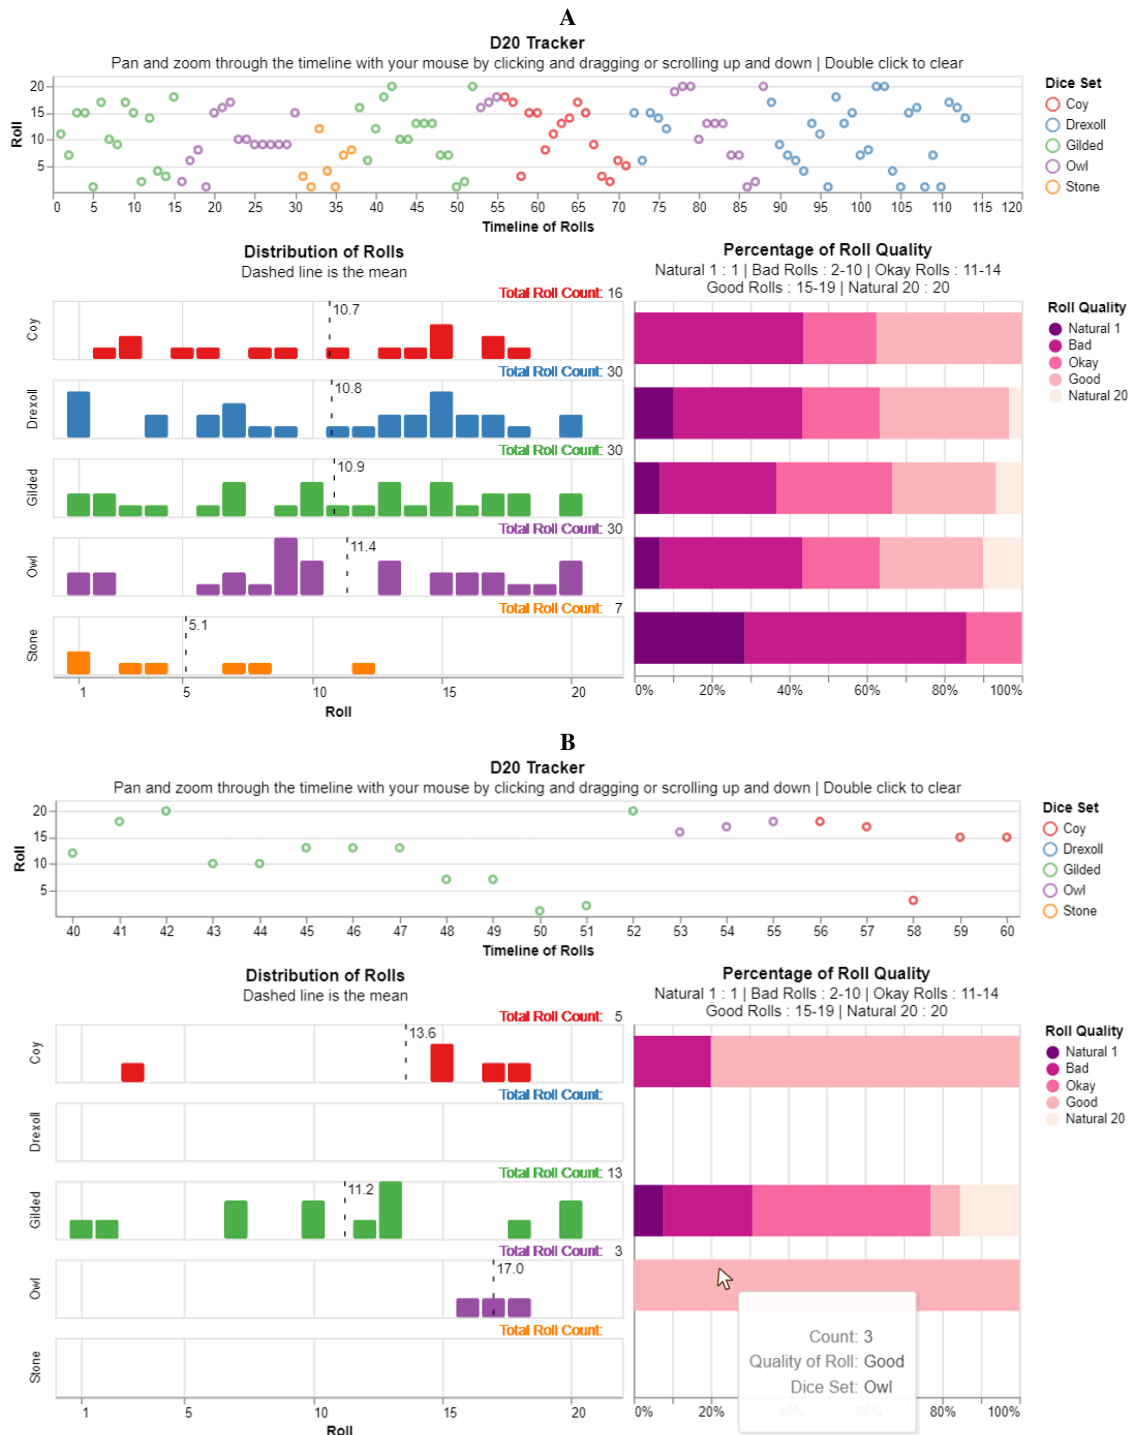 A
D20 Tracker
Pan and zoom through the timeline with your mouse by clicking and dragging or scrolling up and down | Double click to clear
20
15
10
5
Roll
0 5 10 15 20 25 30 35 40 45 50 55 60 65 70 75 80 85 90 95 100 105 110 115 120
Timeline of Rolls
Dice Set
Coy
Drexoll
Gilded
Owl
Stone
Distribution of Rolls
Dashed line is the mean
Total Roll Count: 16
Coy
10.7
Total Roll Count: 30
Drexoll
10.8
Total Roll Count: 30
Gilded
10.9
Total Roll Count: 30
Owl
11.4
Total Roll Count: 7
Stone
5.1
1 5 10 15 20
Roll
Percentage of Roll Quality
Natural 1 : 1 | Bad Rolls : 2-10 | Okay Rolls : 11-14
Good Rolls : 15-19 | Natural 20 : 20
0% 20% 40% 60% 80% 100%
Roll Quality
Natural 1
Bad
Okay
Good
Natural 20
B
D20 Tracker
Pan and zoom through the timeline with your mouse by clicking and dragging or scrolling up and down | Double click to clear
20
15
10
5
Roll
40 41 42 43 44 45 46 47 48 49 50 51 52 53 54 55 56 57 58 59 60
Timeline of Rolls
Dice Set
Coy
Drexoll
Gilded
Owl
Stone
Distribution of Rolls
Dashed line is the mean
Total Roll Count: 5
Coy
13.6
Total Roll Count:
Drexoll
Total Roll Count: 13
Gilded
11.2
Total Roll Count: 3
Owl
17.0
Total Roll Count:
Stone
1 5 10 15 20
Roll
Percentage of Roll Quality
Natural 1 : 1 | Bad Rolls : 2-10 | Okay Rolls : 11-14
Good Rolls : 15-19 | Natural 20 : 20
Count: 3
Quality of Roll: Good
Dice Set: Owl
0% 20% 40% 60% 80% 100%
Roll Quality
Natural 1
Bad
Okay
Good
Natural 20